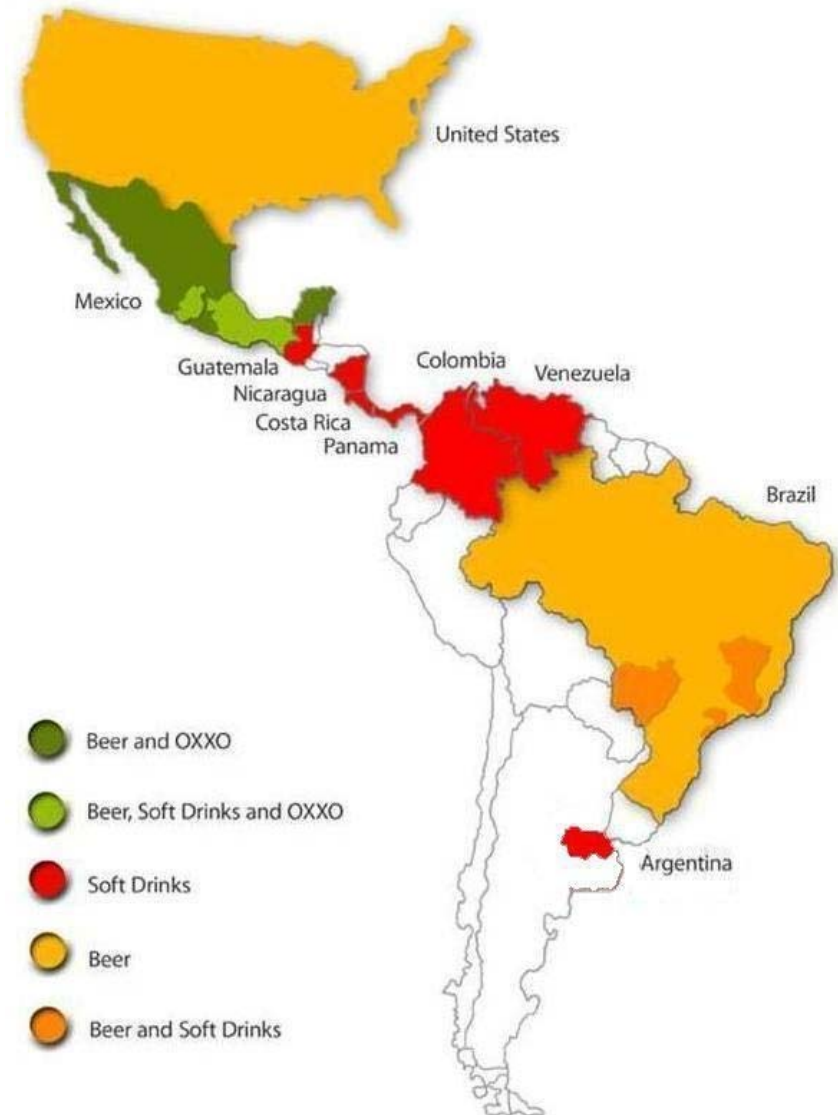 United States
Mexico
Guatemala
Nicaragua
Costa Rica
Panama
Colombia
Venezuela
Brazil
Argentina
Beer and OXXO
Beer, Soft Drinks and OXXO
Soft Drinks
Beer
Beer and Soft Drinks